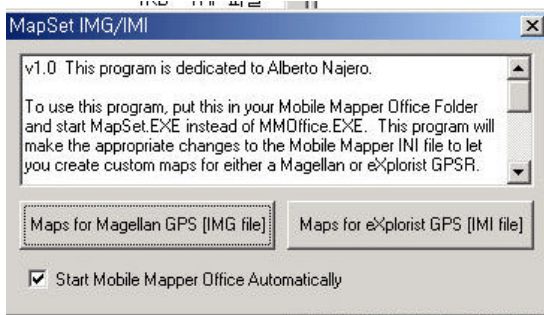 MapSet IMG/IMI
v1.0 This program is dedicated to Alberto Najero.
To use this program, put this in your Mobile Mapper Office Folder
and start MapSet.EXE instead of MMOffice.EXE. This program will
make the appropriate changes to the Mobile Mapper INI file to let
you create custom maps for either a Magellan or eXplorist GPSR.
Maps for Magellan GPS [IMG file]
Maps for eXplorist GPS [IMI file]
Start Mobile Mapper Office Automatically